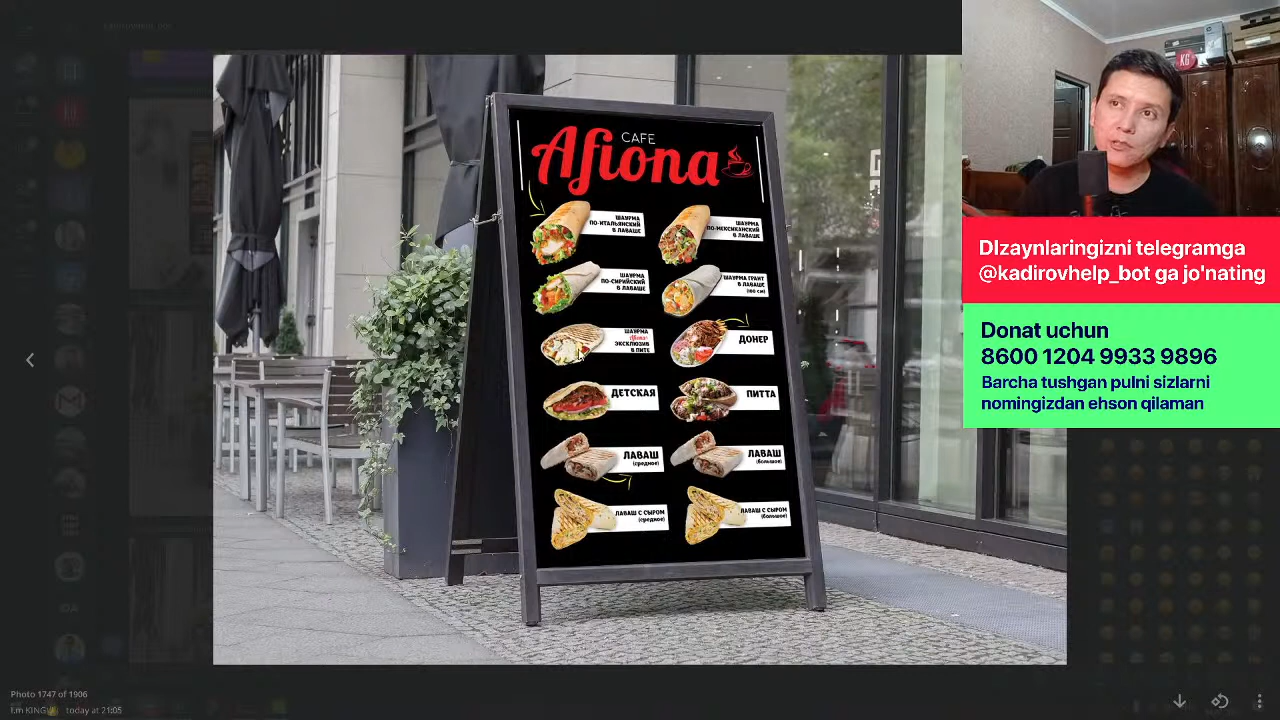 CAFE
Afiona
ШАУРМА
ПО-ИТАЛЬЯНСКИЙ
В ЛАВАШЕ
ШАУРМА
ПО-МЕКСИКАНСКИЙ
В ЛАВАШЕ
ШАУРМА
ПО-СИРИЙСКИЙ
В ЛАВАШЕ
ШАУРМА ГРАНТ
В ЛАВАШЕ
(100 см)
ШАУРМА
Afiona
ЭКСКЛЮЗИВ
В ПИТЕ
ДОНЕР
ДЕТСКАЯ
ПИТТА
ЛАВАШ
(среднее)
ЛАВАШ
(большое)
ЛАВАШ С СЫРОМ
(среднее)
ЛАВАШ С СЫРОМ
(большое)
KG
DIzaynlaringizni telegramga
@kadirovhelp_bot ga jo'nating
Donat uchun
8600 1204 9933 9896
Barcha tushgan pulni sizlarni
nomingizdan ehson qilaman
Photo 1747 of 1906
today at 21:05